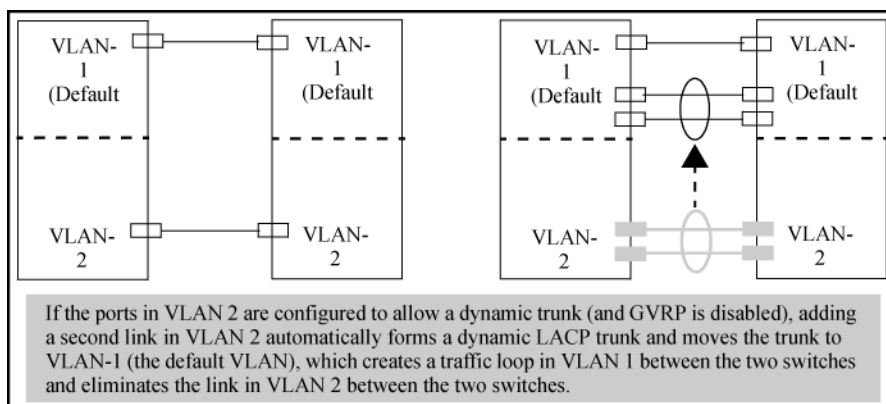 VLAN-
1
(Default
VLAN-
1
(Default
VLAN-
2
VLAN-
2
VLAN-
1
(Default
VLAN-
1
(Default
VLAN-
2
VLAN-
2
If the ports in VLAN 2 are configured to allow a dynamic trunk (and GVRP is disabled), adding
a second link in VLAN 2 automatically forms a dynamic LACP trunk and moves the trunk to
VLAN-1 (the default VLAN), which creates a traffic loop in VLAN 1 between the two switches
and eliminates the link in VLAN 2 between the two switches.